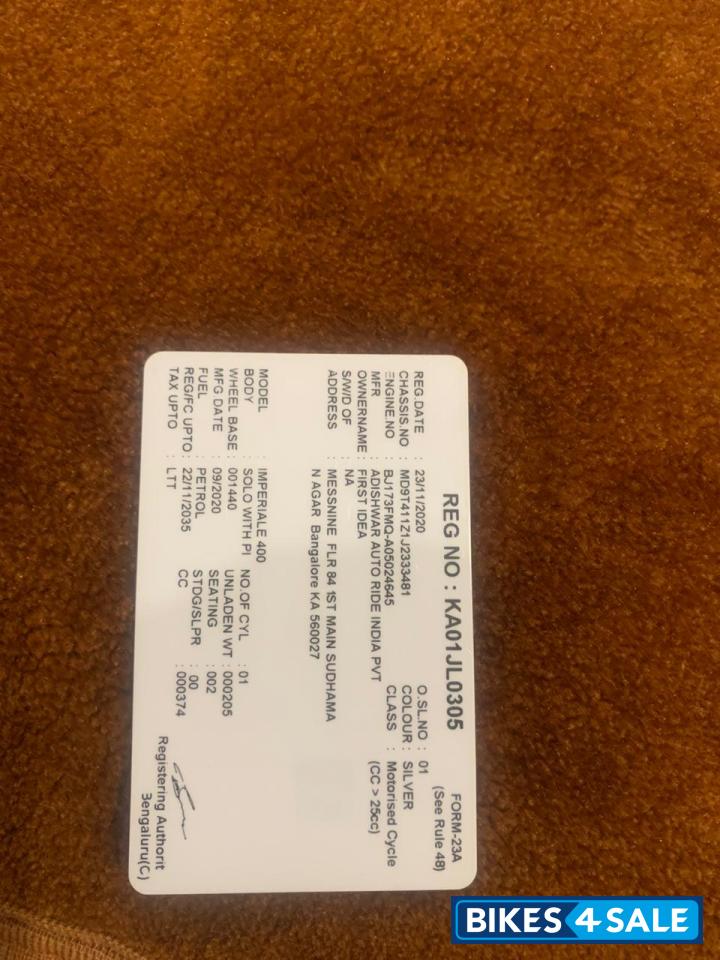 FORM-23A
(See Rule 48)
REG NO : KA01JL0305
REG.DATE : 23/11/2020 O.SL.NO : 01
CHASSIS.NO : MD9T411Z1J2333481 COLOUR : SILVER
ENGINE.NO : BJ173FMQ-A05024645 CLASS : Motorised Cycle
MFR : ADISHWAR AUTO RIDE INDIA PVT (CC > 25cc)
OWNERNAME : FIRST IDEA
S/W/D OF : NA
ADDRESS : MESSNINE FLR 84 1ST MAIN SUDHAMA
N AGAR Bangalore KA 560027
MODEL : IMPERIALE 400
BODY : SOLO WITH PI NO.OF CYL : 01
WHEEL BASE : 001440 UNLADEN WT : 000205
MFG DATE : 09/2020 SEATING : 002
FUEL : PETROL STDG/SLPR : 00
REG/FC UPTO : 22/11/2035 CC : 000374
TAX UPTO : LTT
Registering Authorit
Bengaluru(C)
BIKES4SALE